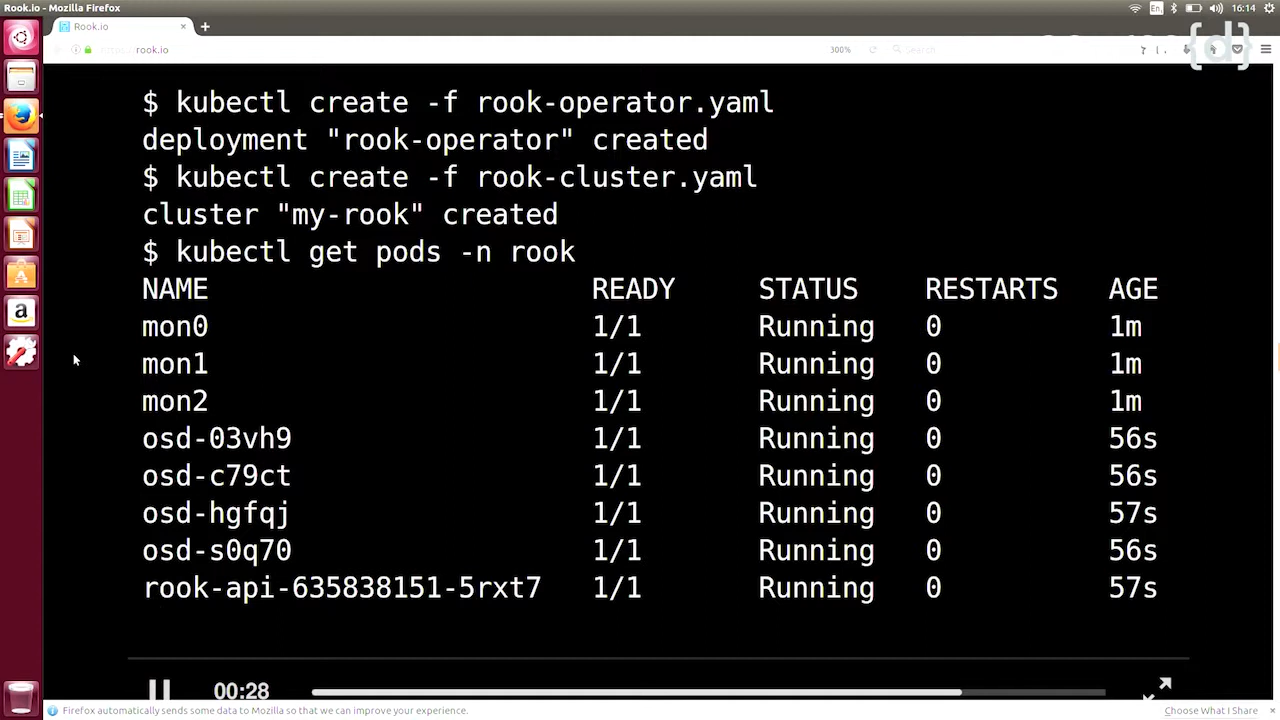 Rook.io - Mozilla Firefox
En
16:14
Rook.io
rook.io
300%
Search
{d}
$ kubectl create -f rook-operator.yaml
deployment "rook-operator" created
$ kubectl create -f rook-cluster.yaml
cluster "my-rook" created
$ kubectl get pods -n rook
NAME READY STATUS RESTARTS AGE
mon0 1/1 Running 0 1m
mon1 1/1 Running 0 1m
mon2 1/1 Running 0 1m
osd-03vh9 1/1 Running 0 56s
osd-c79ct 1/1 Running 0 56s
osd-hgfqj 1/1 Running 0 57s
osd-s0q70 1/1 Running 0 56s
rook-api-635838151-5rxt7 1/1 Running 0 57s
00:28
Firefox automatically sends some data to Mozilla so that we can improve your experience.
Choose What I Share